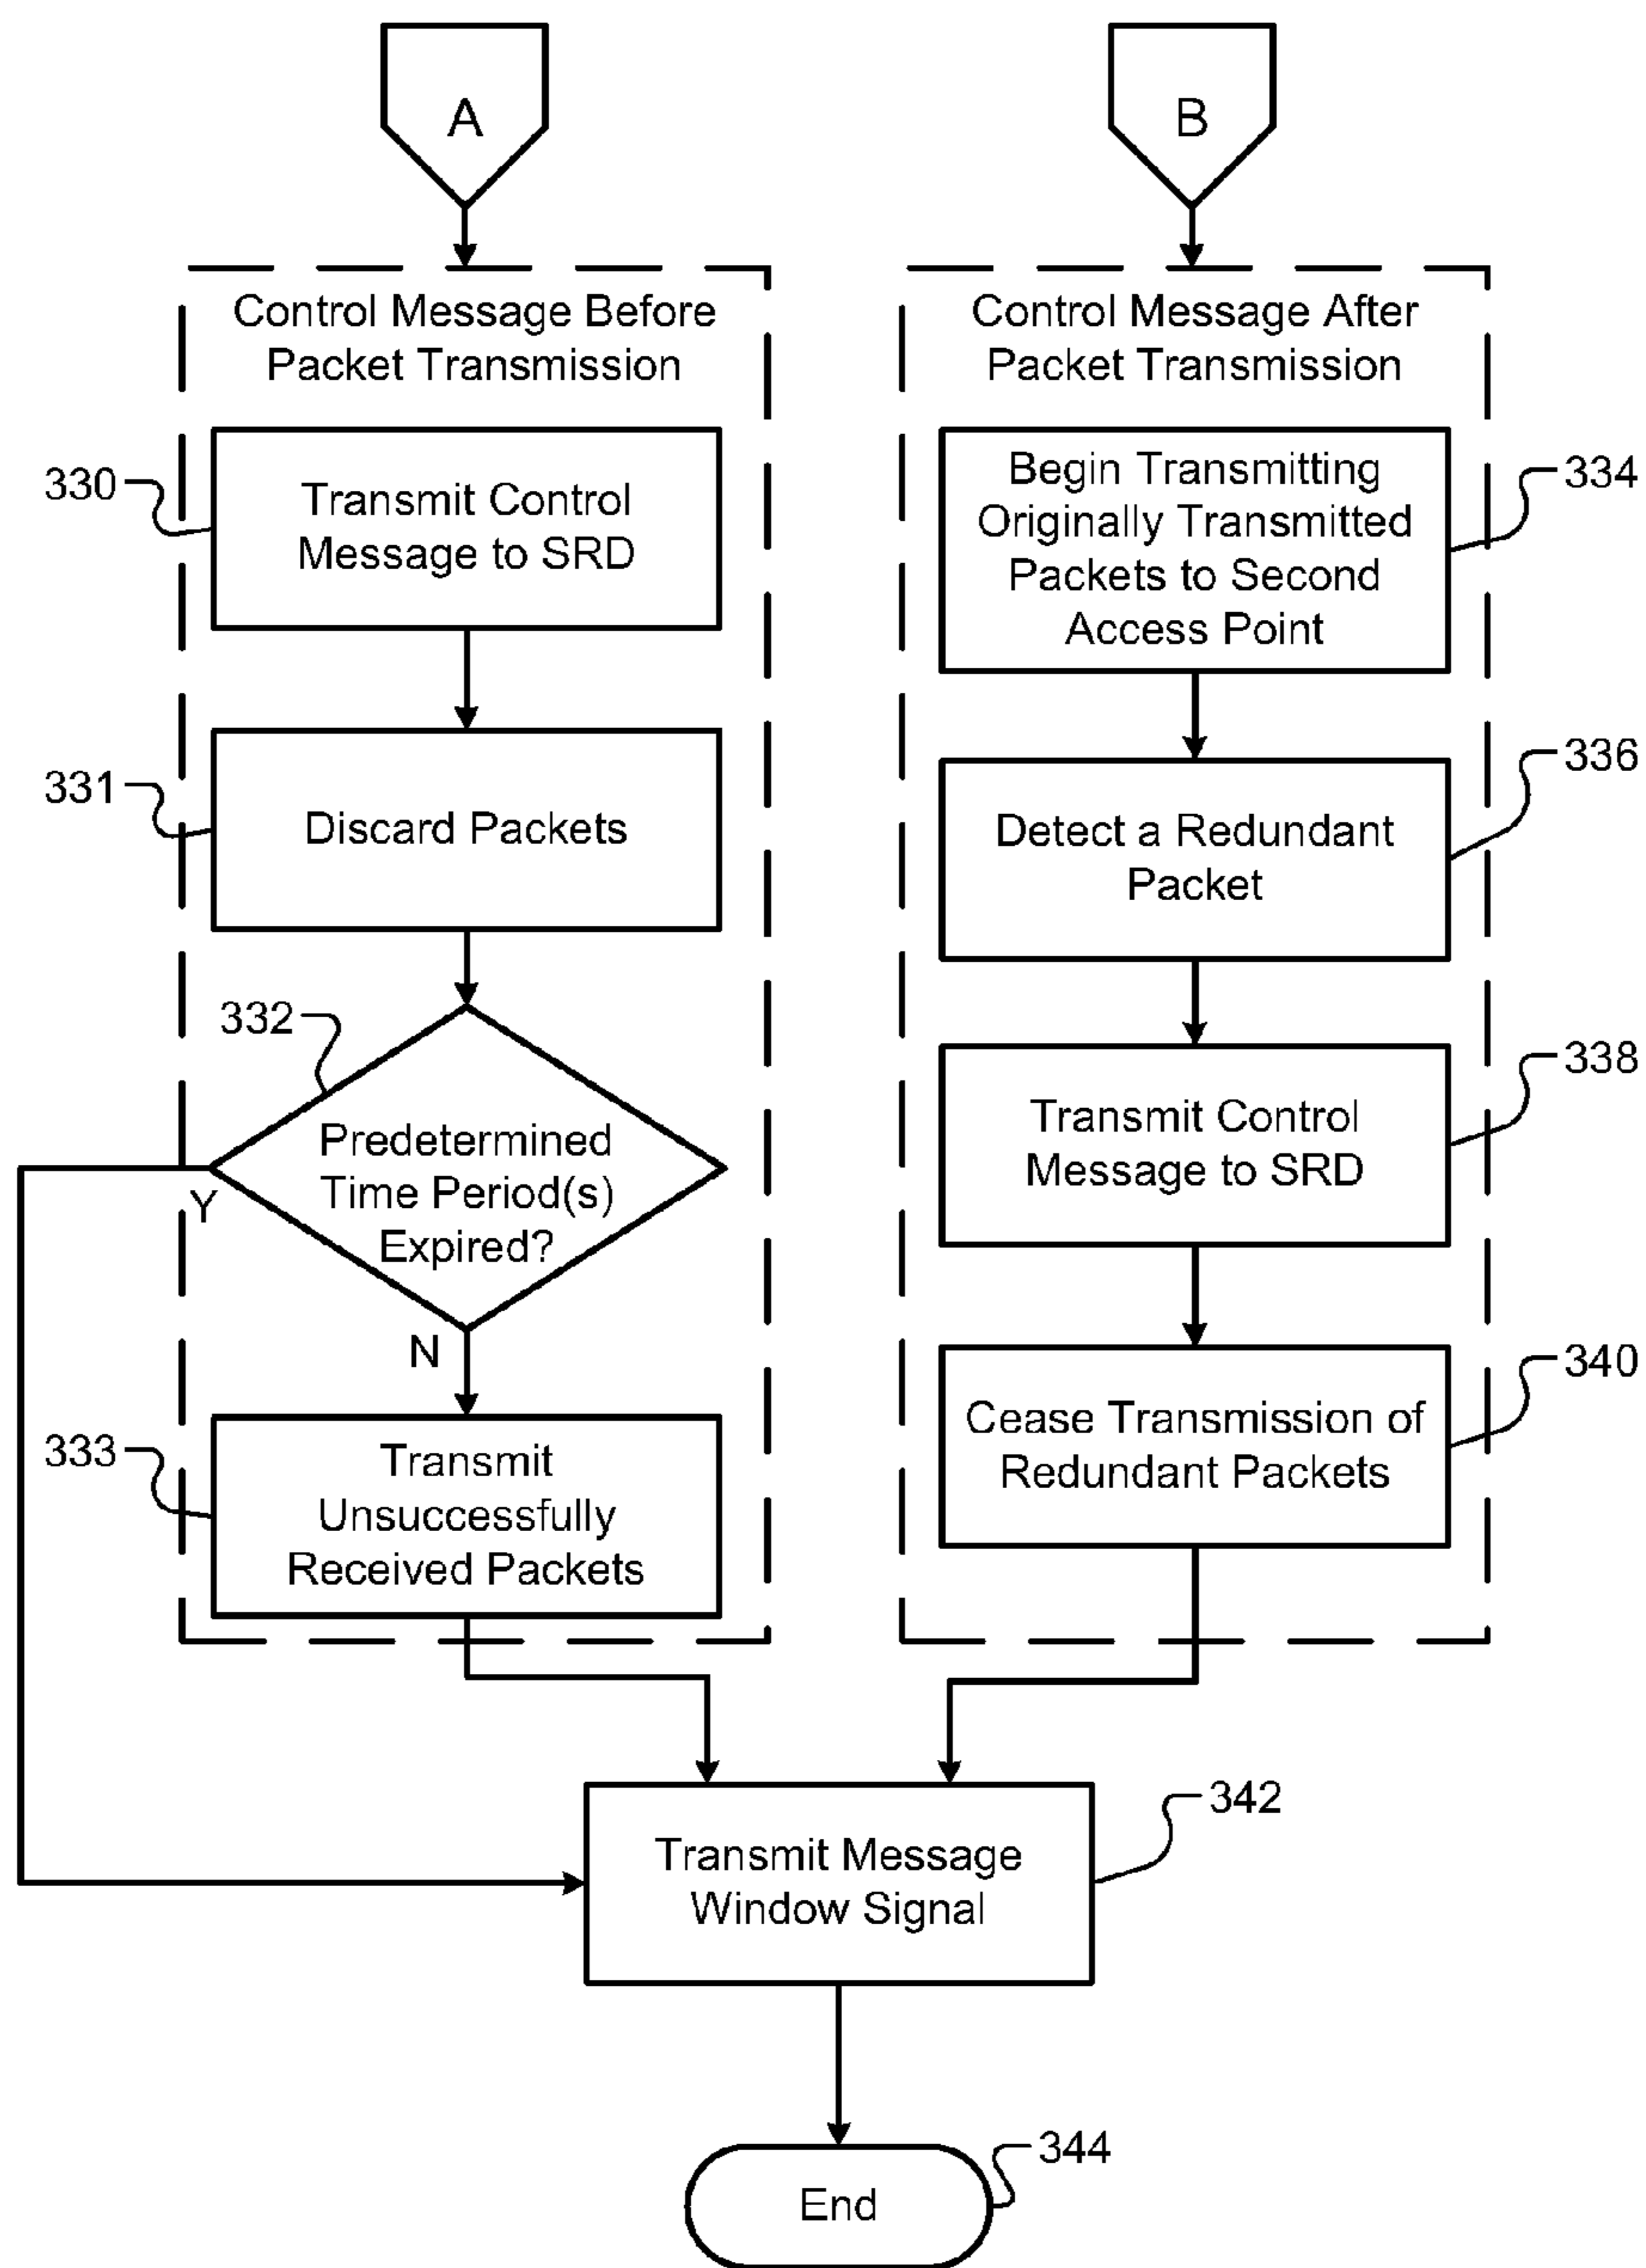 A
B
Control Message Before
Packet Transmission
330
Transmit Control
Message to SRD
331
Discard Packets
332
Predetermined
Time Period(s)
Expired?
Y
N
333
Transmit
Unsuccessfully
Received Packets
Control Message After
Packet Transmission
Begin Transmitting
Originally Transmitted
Packets to Second
Access Point
334
Detect a Redundant
Packet
336
Transmit Control
Message to SRD
338
Cease Transmission of
Redundant Packets
340
Transmit Message
Window Signal
342
End
344